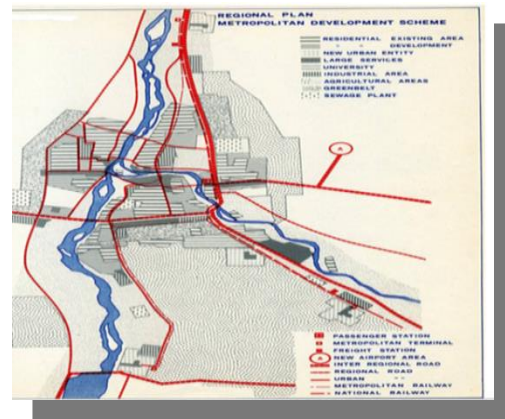 REGIONAL PLAN
METROPOLITAN DEVELOPMENT SCHEME
RESIDENTIAL EXISTING AREA
" " DEVELOPMENT
NEW URBAN ENTITY
LARGE SERVICES
UNIVERSITY
INDUSTRIAL AREA
AGRICULTURAL AREAS
GREENBELT
SEWAGE PLANT
A
PASSENGER STATION
METROPOLITAN TERMINAL
FREIGHT STATION
A NEW AIRPORT AREA
INTER REGIONAL ROAD
REGIONAL ROAD
URBAN "
METROPOLITAN RAILWAY
NATIONAL RAILWAY